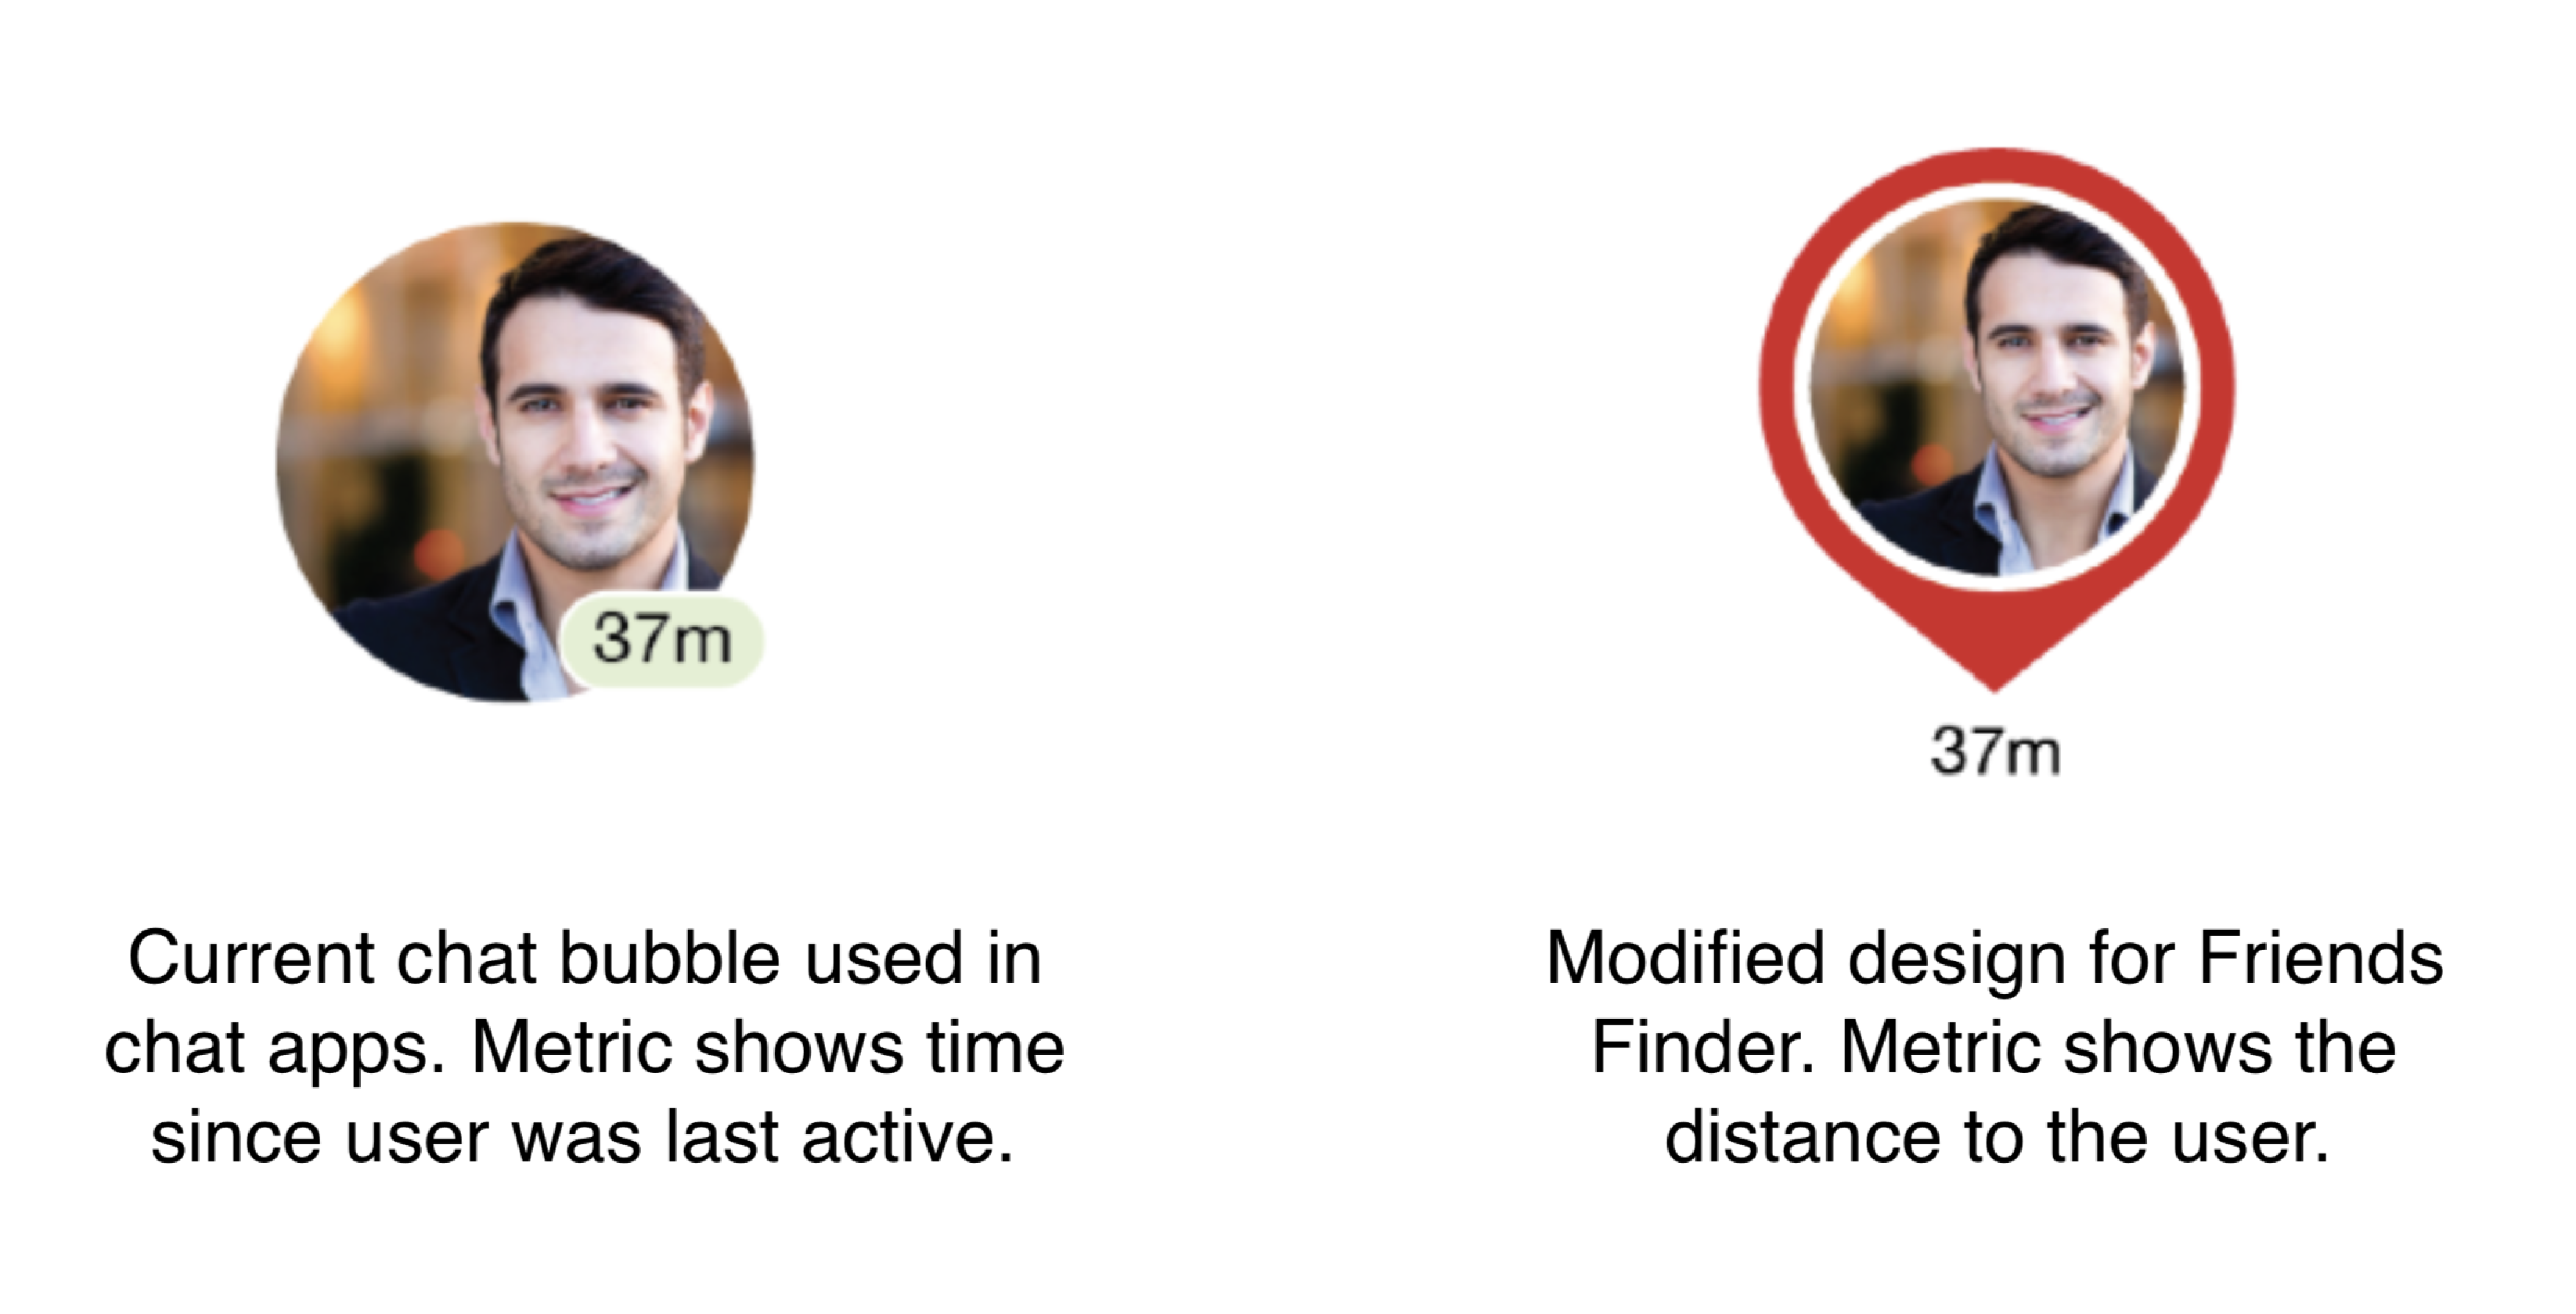 37m
Current chat bubble used in
chat apps. Metric shows time
since user was last active.
37m
Modified design for Friends
Finder. Metric shows the
distance to the user.